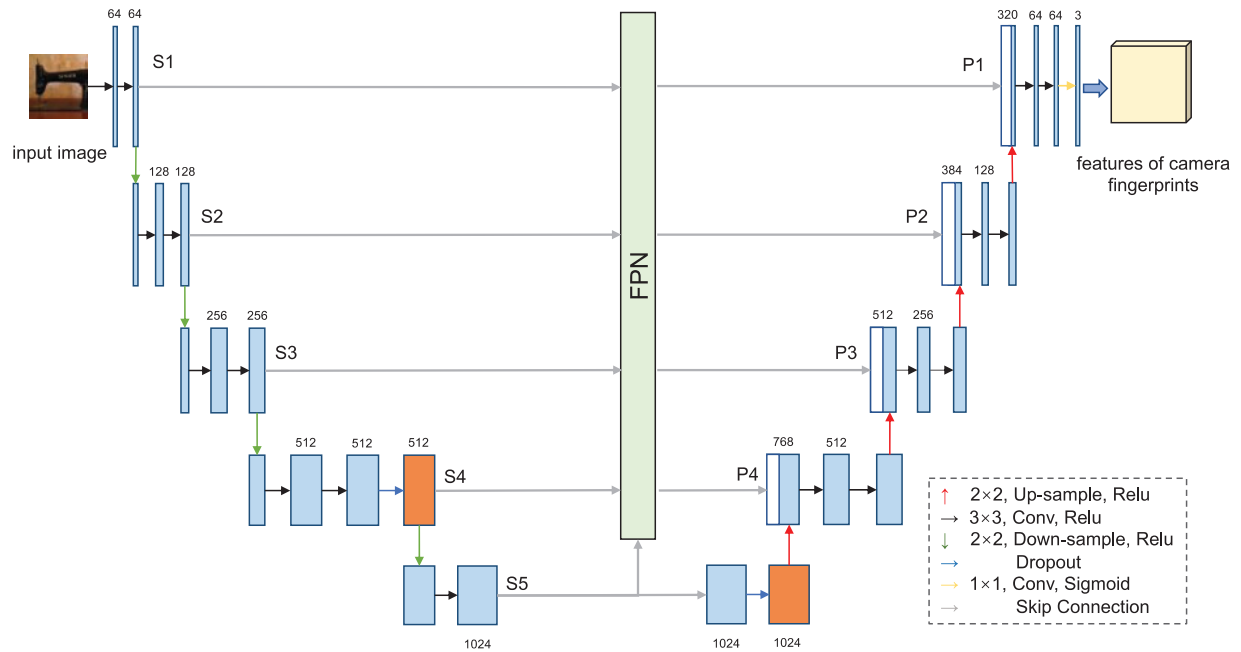 64 64
S1
input image
128 128
S2
256 256
S3
512 512 512
S4
S5
1024
FPN
P1
320 64 64 3
features of camera
fingerprints
P2
384 128
P3
512 256
P4
768 512
1024 1024
2×2, Up-sample, Relu
3×3, Conv, Relu
2×2, Down-sample, Relu
Dropout
1×1, Conv, Sigmoid
Skip Connection